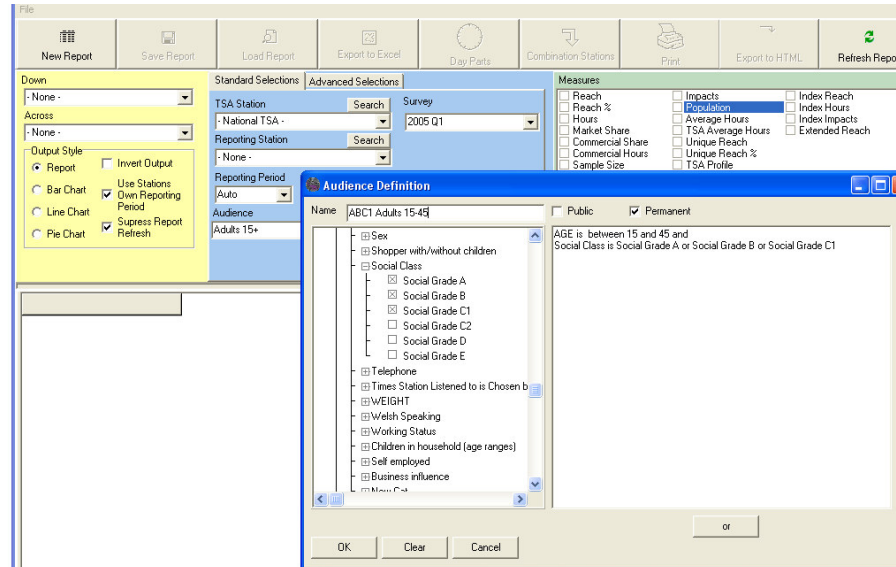 File
New Report
Save Report
Load Report
Export to Excel
Day Parts
Combination Stations
Print
Export to HTML
Refresh Repo
Down
- None -
Across
- None -
Output Style
Report
Invert Output
Bar Chart
Use Stations
Own Reporting
Period
Line Chart
Supress Report
Refresh
Pie Chart
Standard Selections
Advanced Selections
TSA Station
Search
Survey
- National TSA -
2005 Q1
Reporting Station
Search
- None -
Reporting Period
Auto
Audience
Adults 15+
Measures
Reach
Reach %
Hours
Market Share
Commercial Share
Commercial Hours
Sample Size
Impacts
Population
Average Hours
TSA Average Hours
Unique Reach
Unique Reach %
TSA Profile
Index Reach
Index Hours
Index Impacts
Extended Reach
Audience Definition
Name
ABC1 Adults 15-45
Public
Permanent
Sex
Shopper with/without children
Social Class
Social Grade A
Social Grade B
Social Grade C1
Social Grade C2
Social Grade D
Social Grade E
Telephone
Times Station Listened to is Chosen b
WEIGHT
Welsh Speaking
Working Status
Children in household (age ranges)
Self employed
Business influence
New Cat
AGE is between 15 and 45 and
Social Class is Social Grade A or Social Grade B or Social Grade C1
or
OK
Clear
Cancel